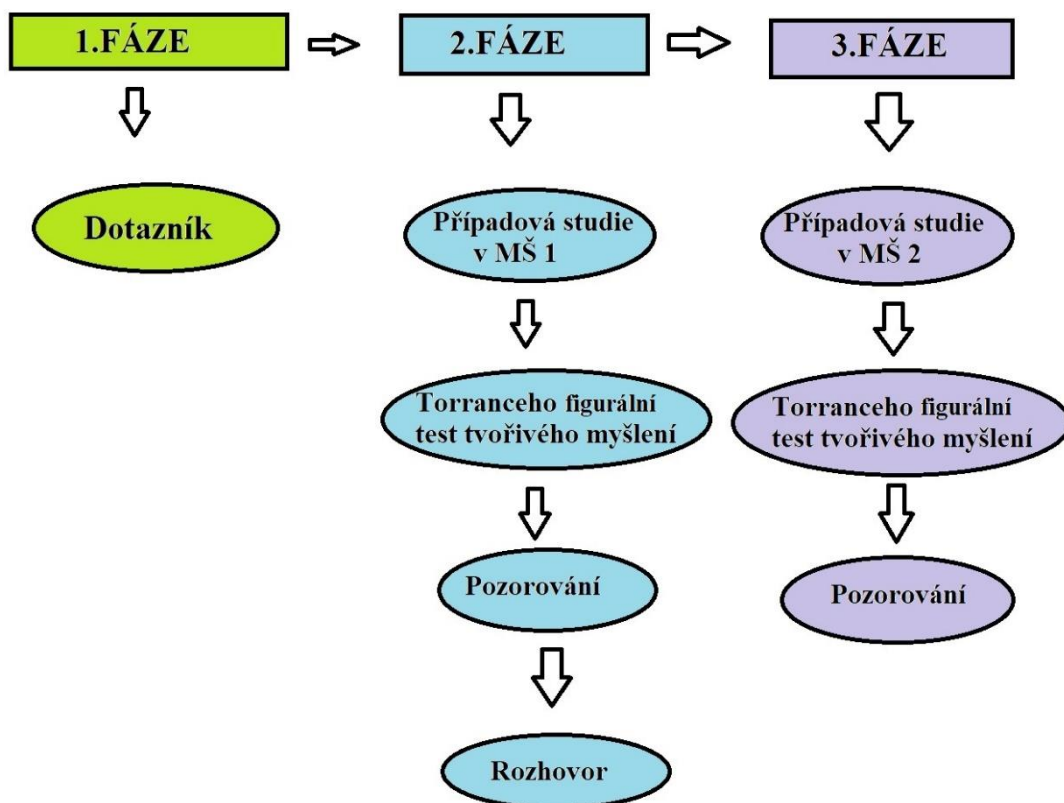 1.FÁZE
2.FÁZE
3.FÁZE
Dotazník
Případová studie
v MŠ 1
Případová studie
v MŠ 2
Torranceho figurální
test tvořivého myšlení
Torranceho figurální
test tvořivého myšlení
Pozorování
Pozorování
Rozhovor